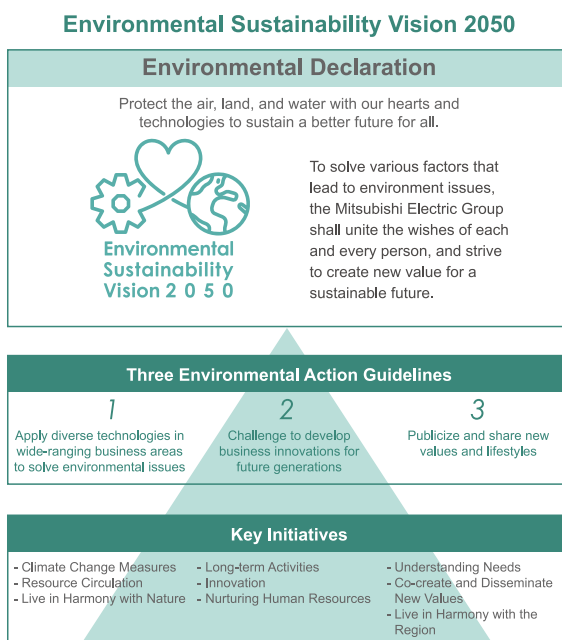 Environmental Sustainability Vision 2050
Environmental Declaration
Protect the air, land, and water with our hearts and
technologies to sustain a better future for all.
Environmental
Sustainability
Vision 2 0 5 0
To solve various factors that
lead to environment issues,
the Mitsubishi Electric Group
shall unite the wishes of each
and every person, and strive
to create new value for a
sustainable future.
Three Environmental Action Guidelines
1
Apply diverse technologies in
wide-ranging business areas
to solve environmental issues
2
Challenge to develop
business innovations for
future generations
3
Publicize and share new
values and lifestyles
Key Initiatives
- Climate Change Measures
- Resource Circulation
- Live in Harmony with Nature
- Long-term Activities
- Innovation
- Nurturing Human Resources
- Understanding Needs
- Co-create and Disseminate
New Values
- Live in Harmony with the
Region